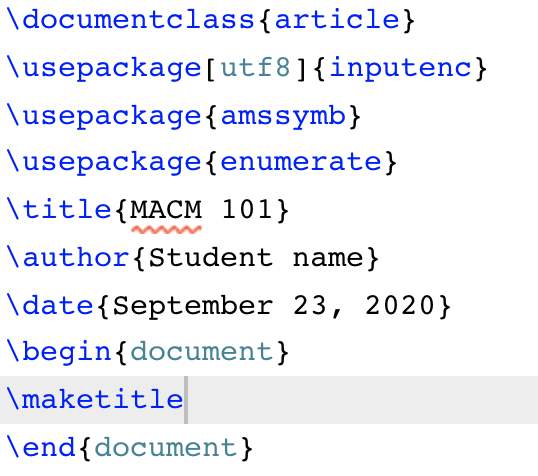 \documentclass{article}
\usepackage[utf8]{inputenc}
\usepackage{amssymb}
\usepackage{enumerate}
\title{MACM 101}
\author{Student name}
\date{September 23, 2020}
\begin{document}
\maketitle
\end{document}